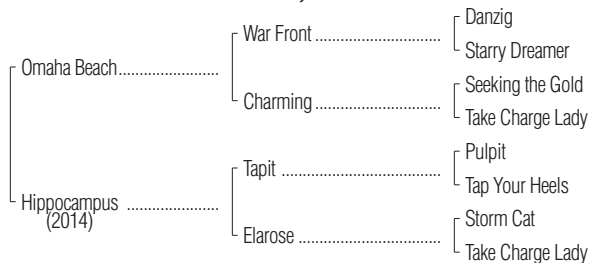 Danzig
War Front ........................................
Starry Dreamer
Omaha Beach........................
Seeking the Gold
Charming ........................................
Take Charge Lady
Pulpit
Tapit ...................................................
Tap Your Heels
Hippocampus ......................
(2014)
Storm Cat
Elarose .............................................
Take Charge Lady